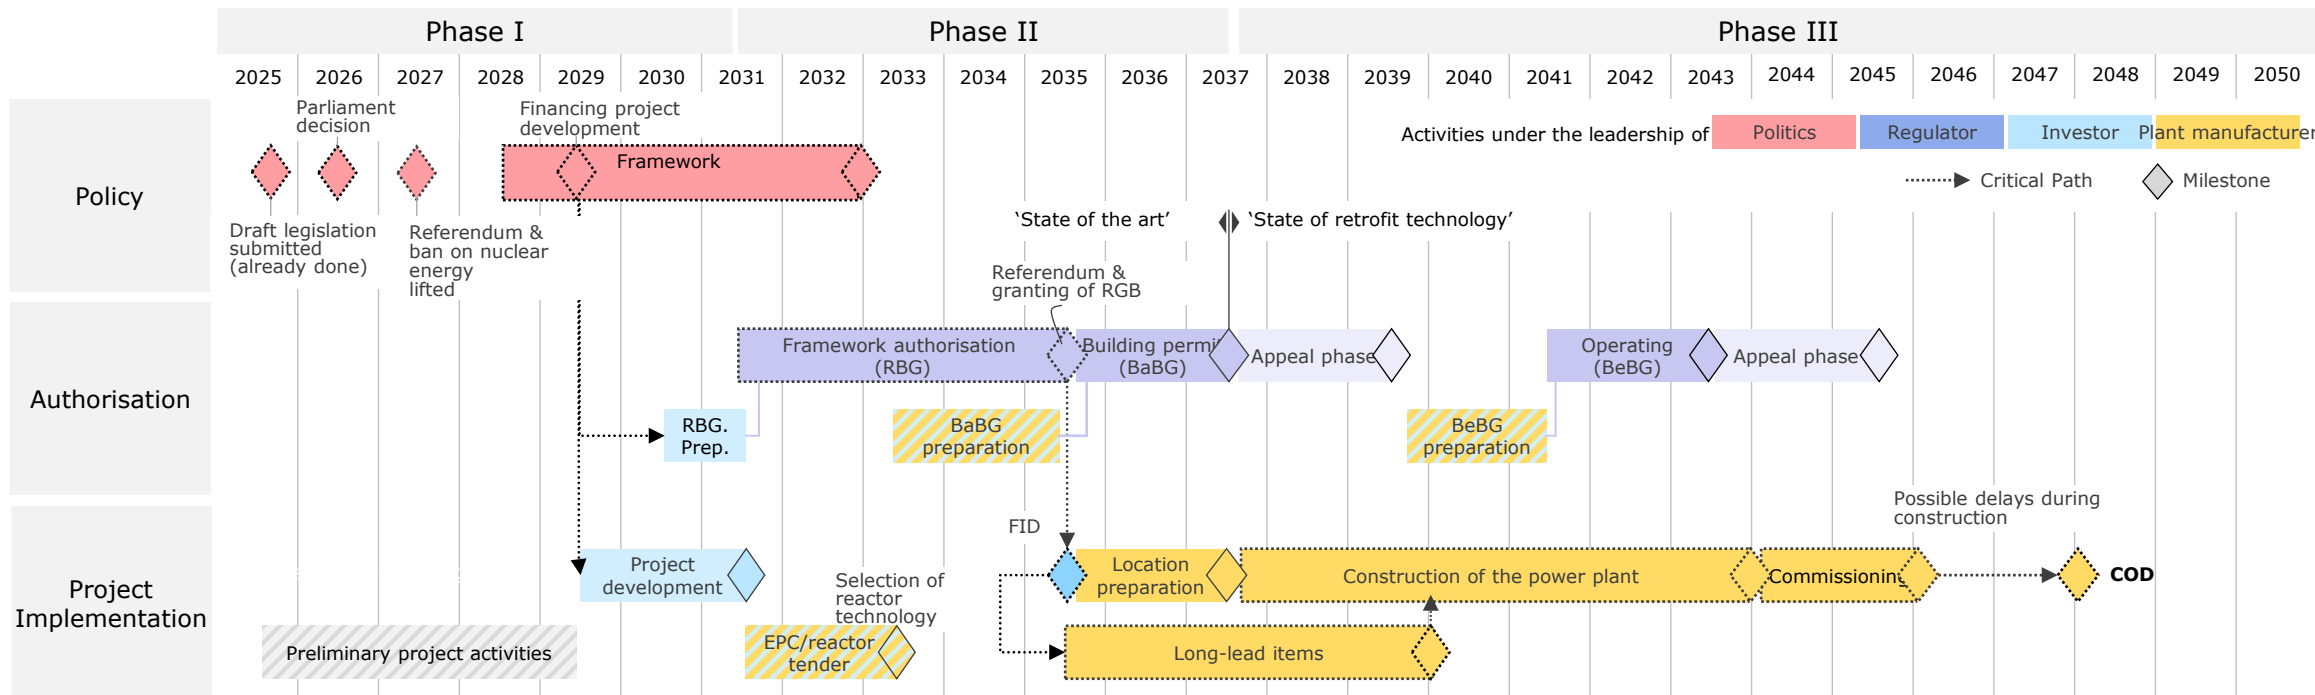 Phase I
Phase II
Phase III
2025 2026 2027 2028 2029 2030 2031 2032 2033 2034 2035 2036 2037 2038 2039 2040 2041 2042 2043 2044 2045 2046 2047 2048 2049 2050
Policy
Parliament
decision
Financing project
development
Framework
Draft legislation
submitted
(already done)
Referendum &
ban on nuclear
energy
lifted
Activities under the leadership of
Politics
Regulator
Investor
Plant manufacturer
Critical Path
Milestone
‘State of the art’
‘State of retrofit technology’
Referendum &
granting of RGB
Authorisation
Framework authorisation
(RBG)
Building permit
(BaBG)
Appeal phase
Operating
(BeBG)
Appeal phase
RBG.
Prep.
BaBG
preparation
BeBG
preparation
Project
Implementation
FID
Possible delays during
construction
Project
development
Location
preparation
Construction of the power plant
Commissioning
COD
Selection of
reactor
technology
Preliminary project activities
EPC/reactor
tender
Long-lead items